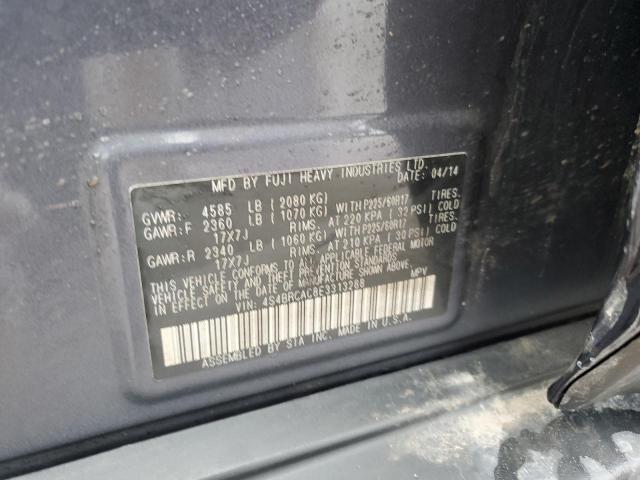 MFD BY FUJI HEAVY INDUSTRIES LTD.
DATE: 04/14
GVWR: 4585 LB (2080 KG)
GAWR:F 2360 LB (1070 KG) WITH P225/60R17 TIRES.
17X7J RIMS. AT 220 KPA (32 PSI) COLD
GAWR:R 2340 LB (1060 KG) WITH P225/60R17 TIRES.
17X7J RIMS. AT 210 KPA (30 PSI) COLD
THIS VEHICLE CONFORMS TO ALL APPLICABLE FEDERAL MOTOR
VEHICLE SAFETY STANDARDS IN EFFECT ON THE
DATE OF MANUFACTURE SHOWN ABOVE.
VIN: 4S4BRCAC8E3313288 MPV
ASSEMBLED BY SIA INC. MADE IN U.S.A.